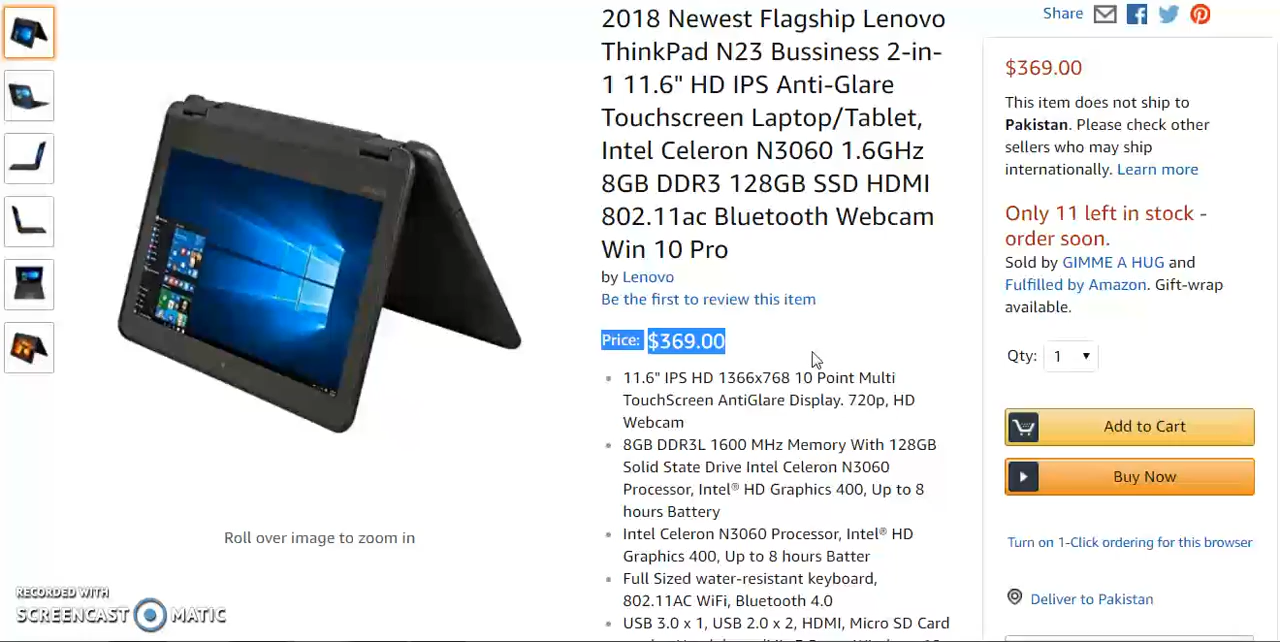 2018 Newest Flagship Lenovo
ThinkPad N23 Bussiness 2-in-
1 11.6" HD IPS Anti-Glare
Touchscreen Laptop/Tablet,
Intel Celeron N3060 1.6GHz
8GB DDR3 128GB SSD HDMI
802.11ac Bluetooth Webcam
Win 10 Pro
by Lenovo
Be the first to review this item
Price: $369.00
11.6" IPS HD 1366x768 10 Point Multi
TouchScreen AntiGlare Display. 720p, HD
Webcam
8GB DDR3L 1600 MHz Memory With 128GB
Solid State Drive Intel Celeron N3060
Processor, Intel® HD Graphics 400, Up to 8
hours Battery
Intel Celeron N3060 Processor, Intel® HD
Graphics 400, Up to 8 hours Batter
Full Sized water-resistant keyboard,
802.11AC WiFi, Bluetooth 4.0
USB 3.0 x 1, USB 2.0 x 2, HDMI, Micro SD Card
Share
$369.00
This item does not ship to
Pakistan. Please check other
sellers who may ship
internationally. Learn more
Only 11 left in stock -
order soon.
Sold by GIMME A HUG and
Fulfilled by Amazon. Gift-wrap
available.
Qty: 1
Add to Cart
Buy Now
Turn on 1-Click ordering for this browser
Deliver to Pakistan
Roll over image to zoom in
RECORDED WITH
SCREENCAST MATIC